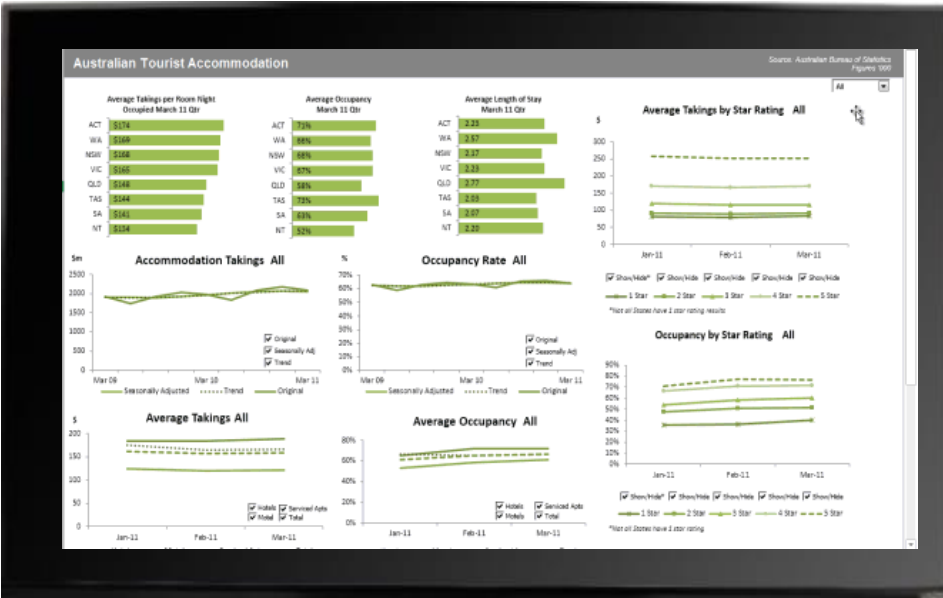 Australian Tourist Accommodation
Source: Australian Bureau of Statistics
Figures '000
All
Average Takings per Room Night
Occupied March 11 Qtr
ACT $174
WA $169
NSW $168
VIC $165
QLD $148
TAS $144
SA $141
NT $134
Average Occupancy
March 11 Qtr
ACT 71%
WA 66%
NSW 68%
VIC 67%
QLD 58%
TAS 73%
SA 63%
NT 52%
Average Length of Stay
March 11 Qtr
ACT 2.23
WA 2.57
NSW 2.37
VIC 2.23
QLD 2.77
TAS 2.03
SA 2.07
NT 2.20
Average Takings by Star Rating All
$
300
250
200
150
100
50
0
Jan-11 Feb-11 Mar-11
Show/Hide* Show/Hide Show/Hide Show/Hide Show/Hide
1 Star 2 Star 3 Star 4 Star 5 Star
*Not all States have 1 star rating results
Accommodation Takings All
$m
2500
2000
1500
1000
500
0
Original
Seasonally Adj
Trend
Mar 09 Mar 10 Mar 11
Seasonally Adjusted Trend Original
Occupancy Rate All
%
70%
60%
50%
40%
30%
20%
10%
0%
Original
Seasonally Adj
Trend
Mar 09 Mar 10 Mar 11
Seasonally Adjusted Trend Original
Occupancy by Star Rating All
90%
80%
70%
60%
50%
40%
30%
20%
10%
0%
Jan-11 Feb-11 Mar-11
Show/Hide* Show/Hide Show/Hide Show/Hide Show/Hide
1 Star 2 Star 3 Star 4 Star 5 Star
*Not all States have 1 star rating
Average Takings All
$
200
150
100
50
0
Hotels Serviced Apts
Motel Total
Jan-11 Feb-11 Mar-11
Average Occupancy All
80%
60%
40%
20%
0%
Hotels Serviced Apts
Motels Total
Jan-11 Feb-11 Mar-11